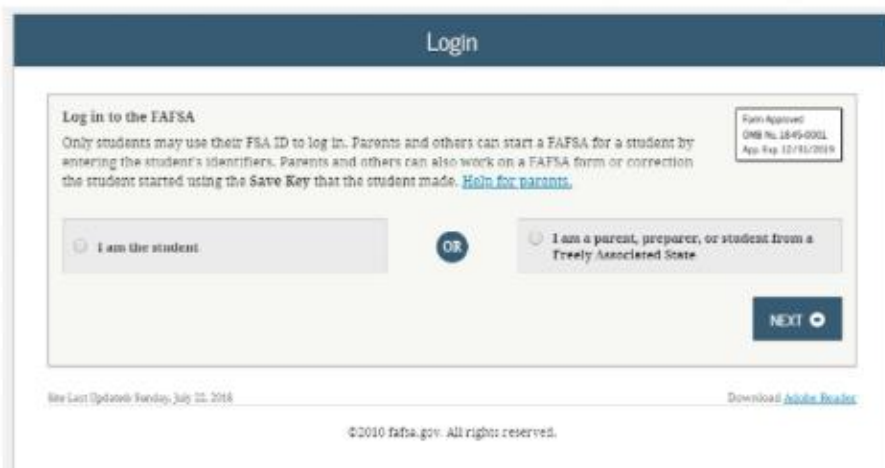 Login
Log in to the FAFSA
Form Approved
OMB No. 1845-0001
App. Exp. 12/31/2019
Only students may use their FSA ID to log in. Parents and others can start a FAFSA for a student by
entering the student's identifiers. Parents and others can also work on a FAFSA form or correction
the student started using the Save Key that the student made. Help for parents.
I am the student
OR
I am a parent, preparer, or student from a
Freely Associated State
NEXT
Site Last Updated: Sunday, July 22, 2018
Download Adobe Reader
©2010 fafsa.gov. All rights reserved.